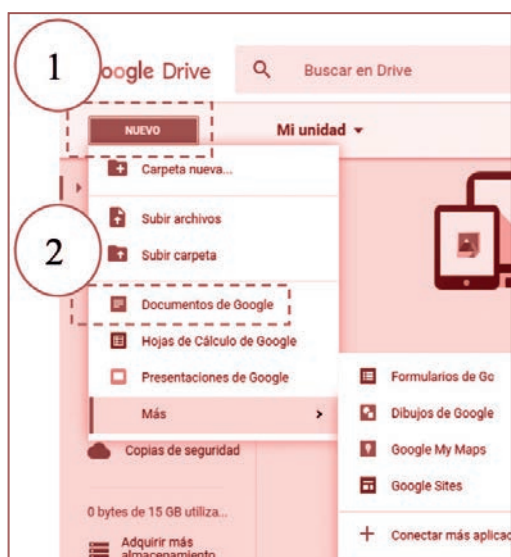 1
oogle Drive
Buscar en Drive
NUEVO
Mi unidad
Carpeta nueva...
Subir archivos
2
Subir carpeta
Documentos de Google
Hojas de Cálculo de Google
Presentaciones de Google
Más
Formularios de Go
Dibujos de Google
Google My Maps
Google Sites
Conectar más aplicac
Copias de seguridad
0 bytes de 15 GB utiliza...
Adquirir más
almacenamiento